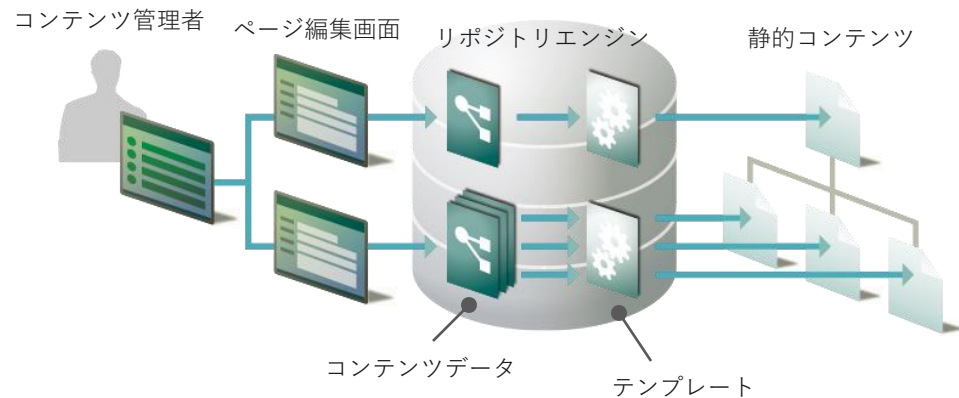 コンテンツ管理者
ページ編集画面
リポジトリエンジン
静的コンテンツ
コンテンツデータ
テンプレート